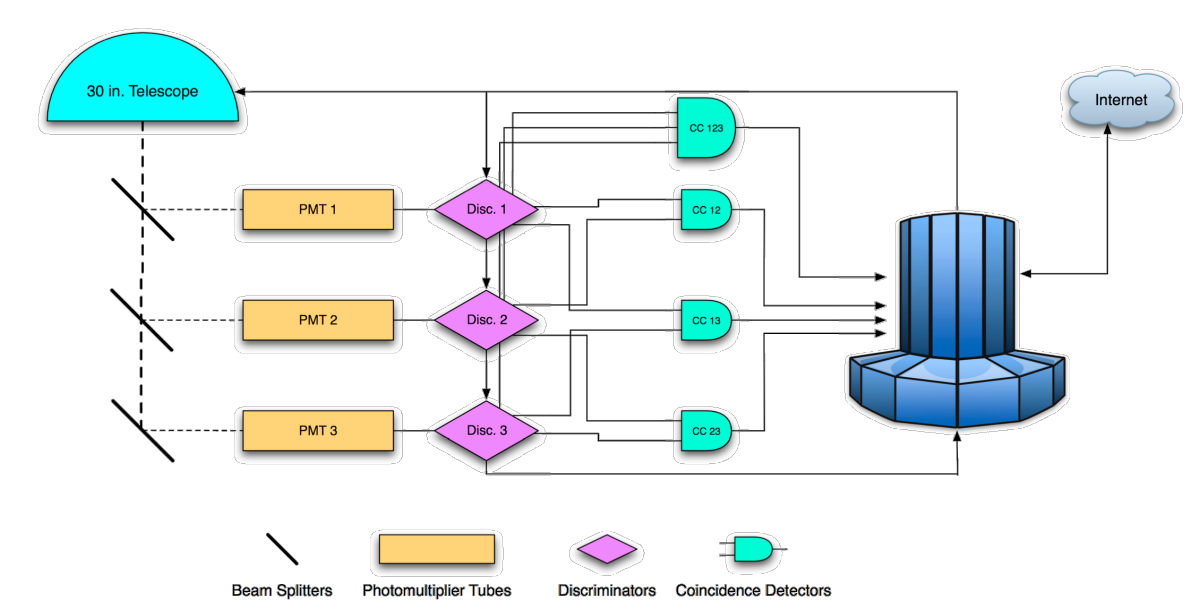 30 in. Telescope
Internet
CC 123
PMT 1
Disc. 1
CC 12
PMT 2
Disc. 2
CC 13
PMT 3
Disc. 3
CC 23
Beam Splitters
Photomultiplier Tubes
Discriminators
Coincidence Detectors